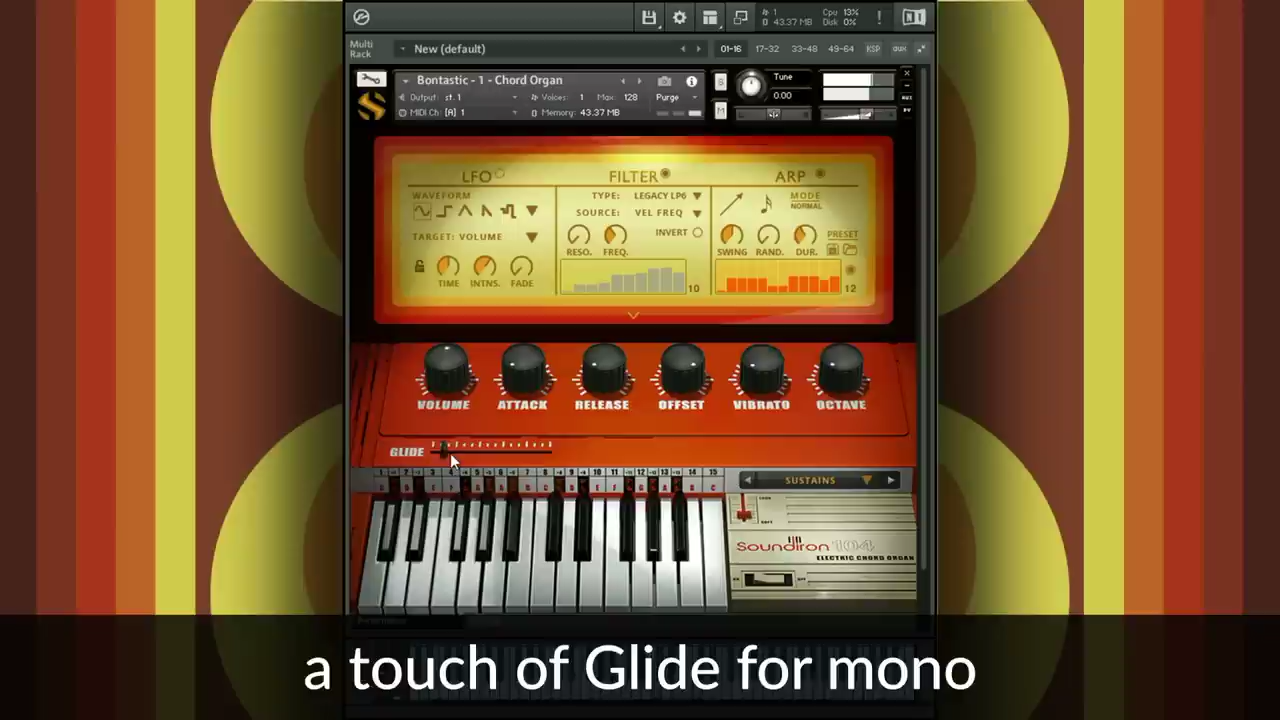 1
0 43.37 MB
Cpu 13%
Disk 0%
!
Multi
Rack
New (default)
01-16 17-32 33-48 49-64 KSP aux
Bontastic - 1 - Chord Organ
Output: st. 1 Voices: 1 Max: 128 Purge
MIDI Ch: [A] 1 Memory: 43.37 MB
S
M
Tune
0.00
LFO FILTER ARP
WAVEFORM
TARGET: VOLUME
TIME INTNS. FADE
TYPE: LEGACY LP6
SOURCE: VEL FREQ
INVERT
RESO. FREQ.
10
MODE
NORMAL
PRESET
SWING RAND. DUR.
12
VOLUME ATTACK RELEASE OFFSET VIBRATO OCTAVE
GLIDE
SUSTAINS
Soundiron 104
ELECTRIC CHORD ORGAN
a touch of Glide for mono